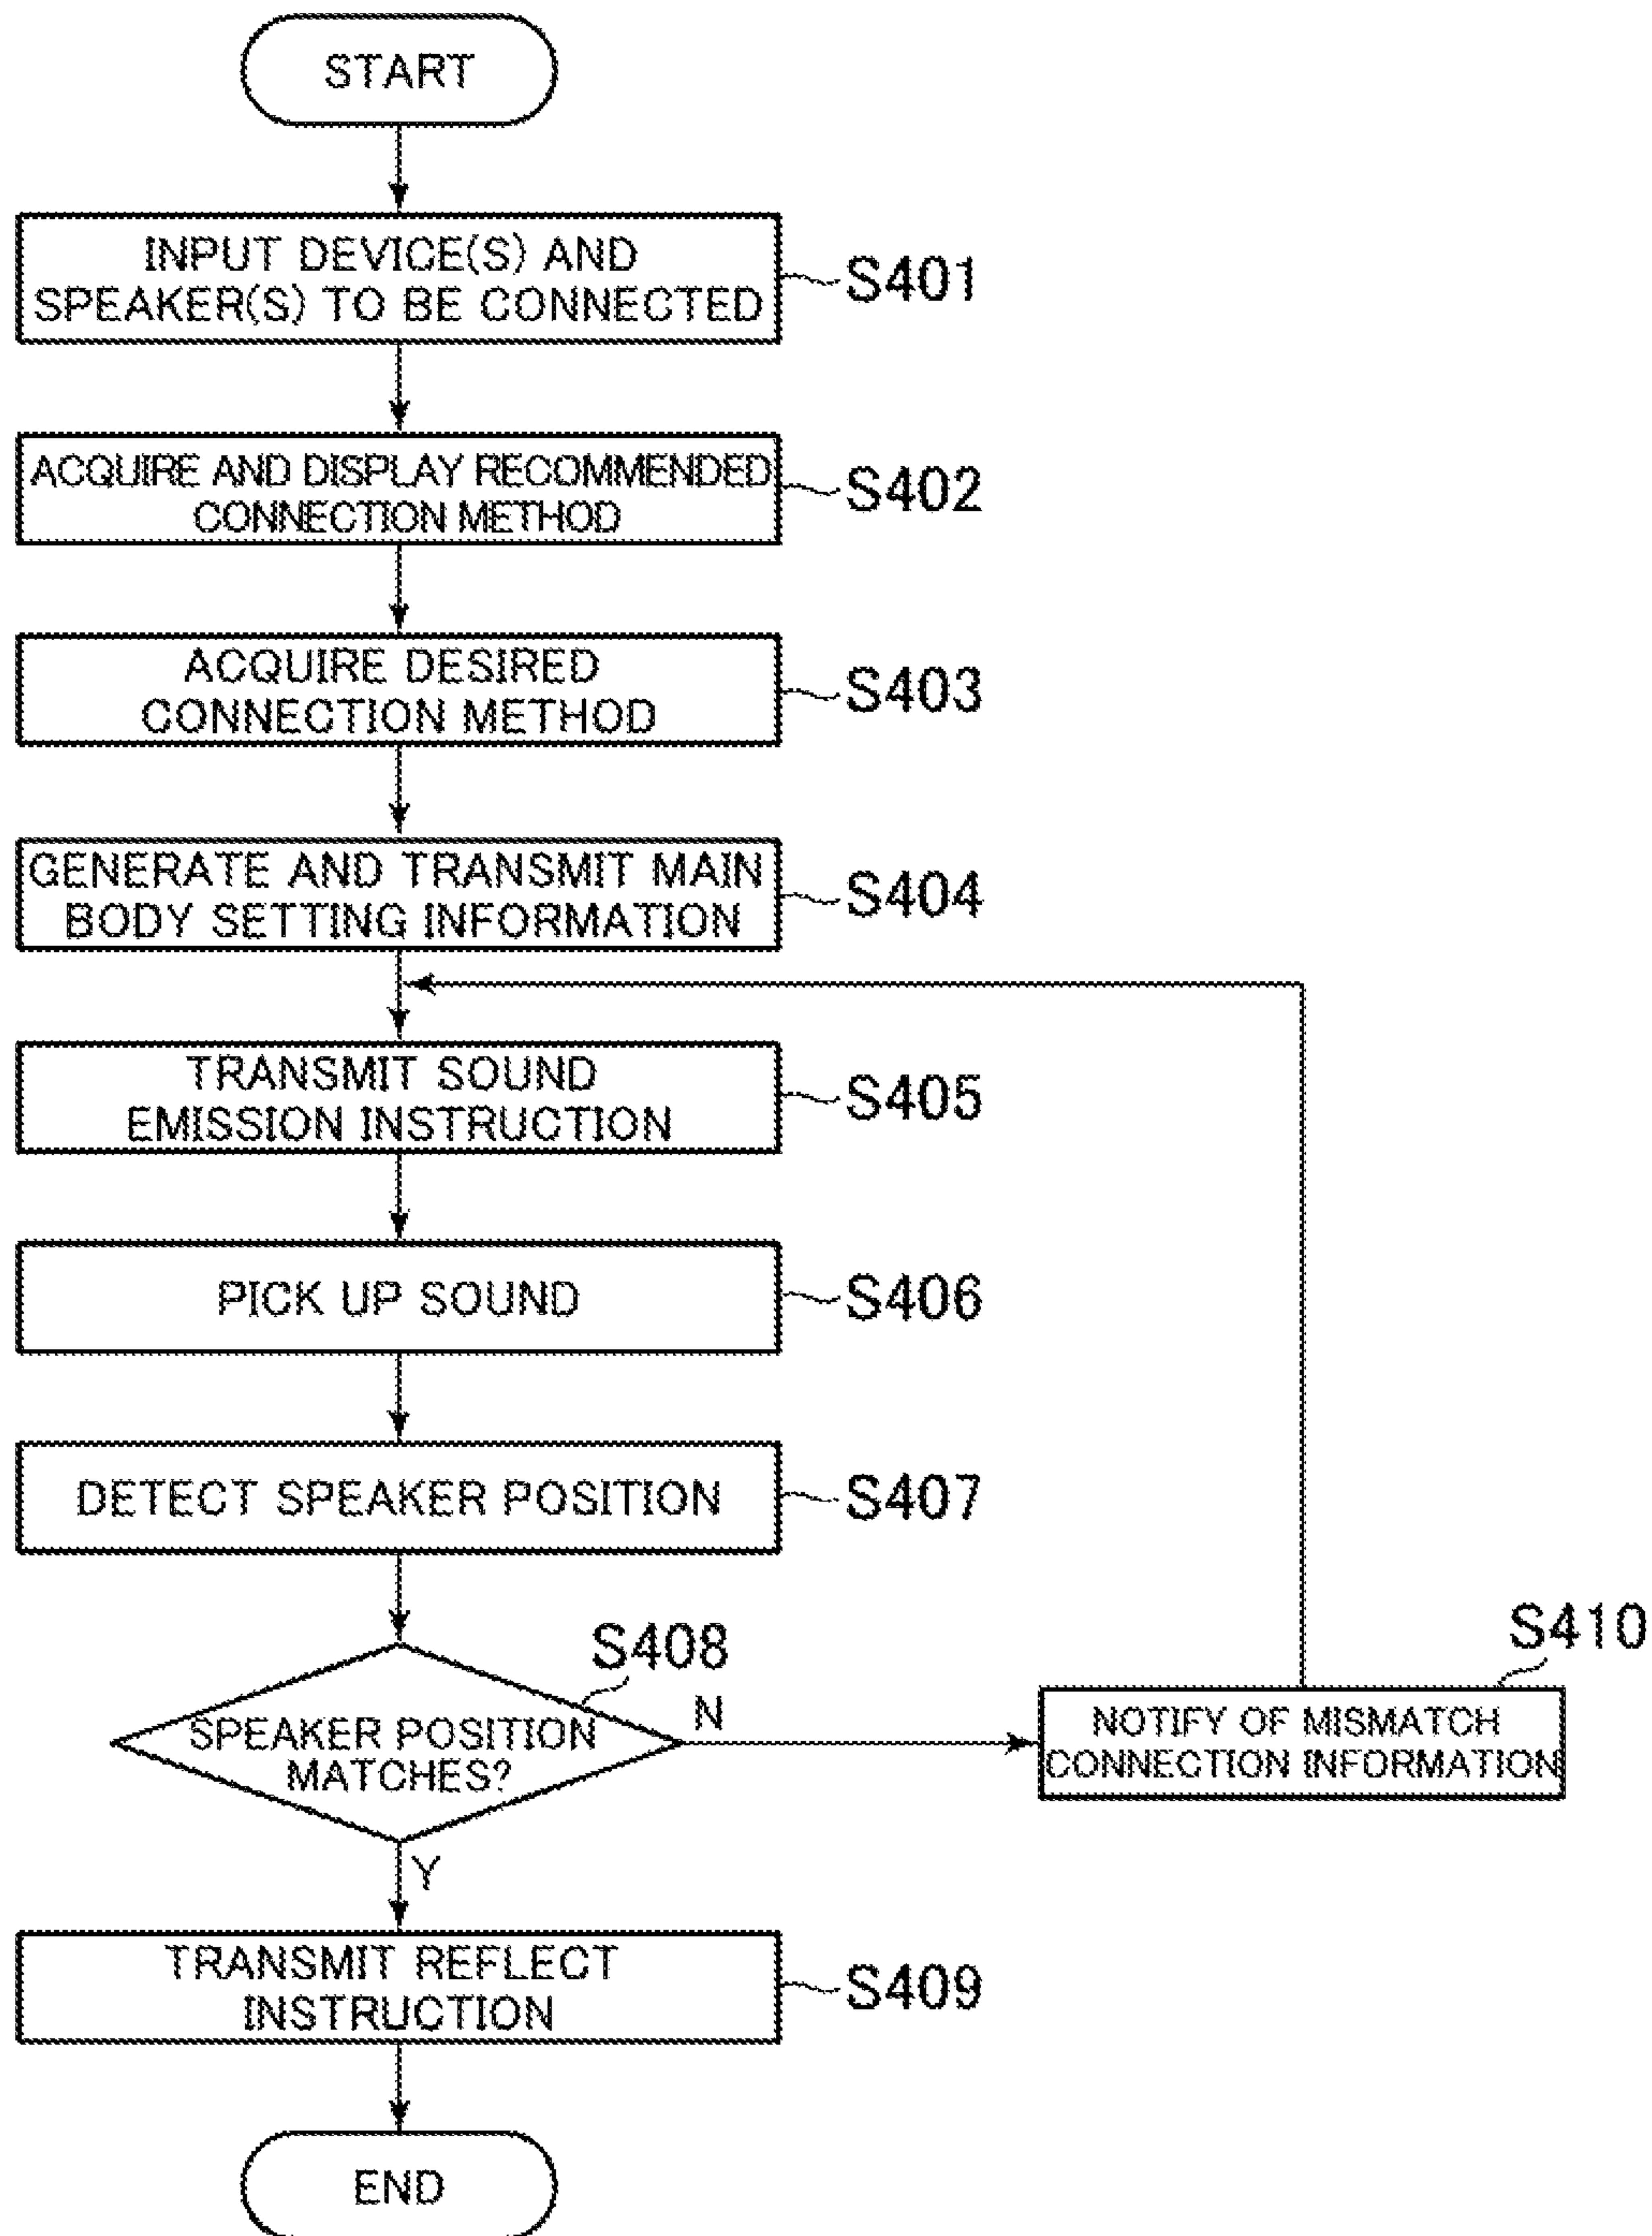 START
INPUT DEVICE(S) AND
SPEAKER(S) TO BE CONNECTED
S401
ACQUIRE AND DISPLAY RECOMMENDED
CONNECTION METHOD
S402
ACQUIRE DESIRED
CONNECTION METHOD
S403
GENERATE AND TRANSMIT MAIN
BODY SETTING INFORMATION
S404
TRANSMIT SOUND
EMISSION INSTRUCTION
S405
PICK UP SOUND
S406
DETECT SPEAKER POSITION
S407
SPEAKER POSITION
MATCHES?
S408
N
NOTIFY OF MISMATCH
CONNECTION INFORMATION
S410
Y
TRANSMIT REFLECT
INSTRUCTION
S409
END